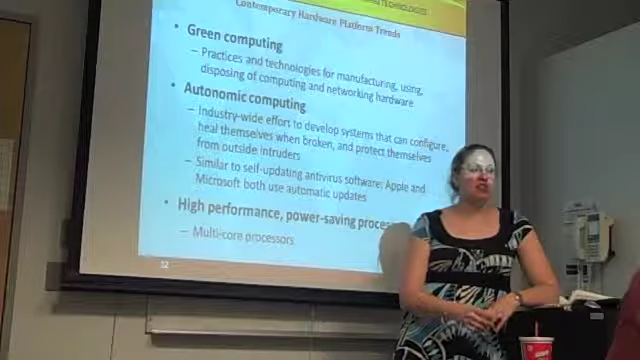 TECHNOLOGIES
Contemporary Hardware Platform Trends
• Green computing
– Practices and technologies for manufacturing, using,
disposing of computing and networking hardware
• Autonomic computing
– Industry-wide effort to develop systems that can configure,
heal themselves when broken, and protect themselves
from outside intruders
– Similar to self-updating antivirus software; Apple and
Microsoft both use automatic updates
• High performance, power-saving
– Multi-core processors
12